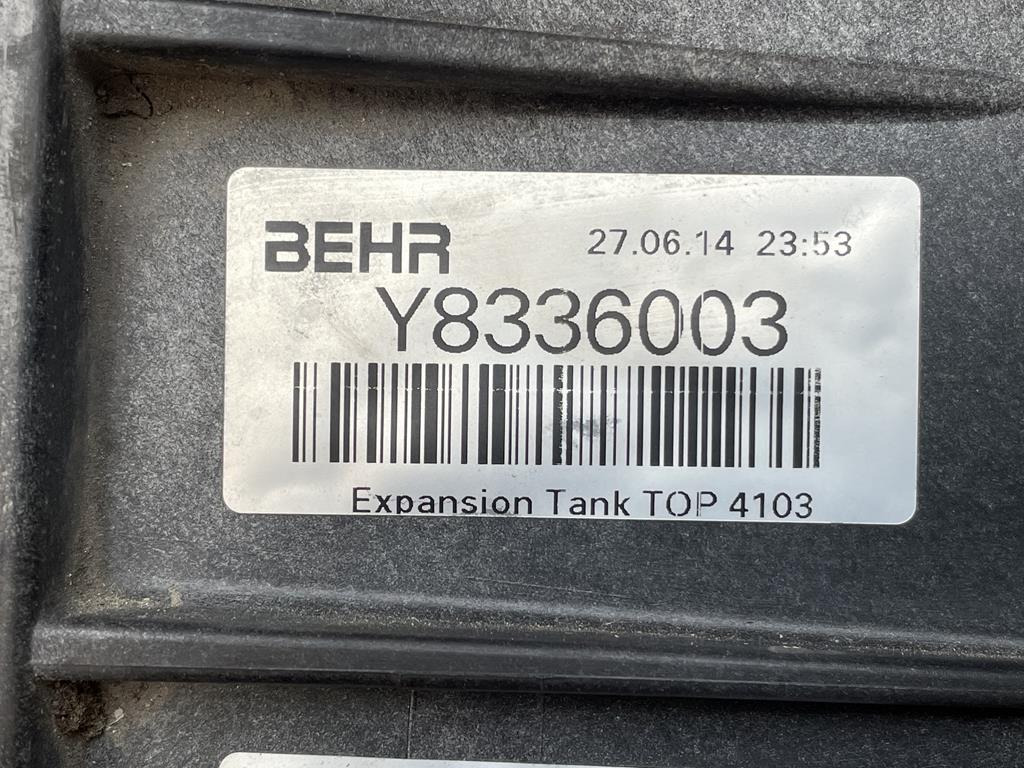 BEHR 27.06.14 23:53
Y8336003
Expansion Tank TOP 4103